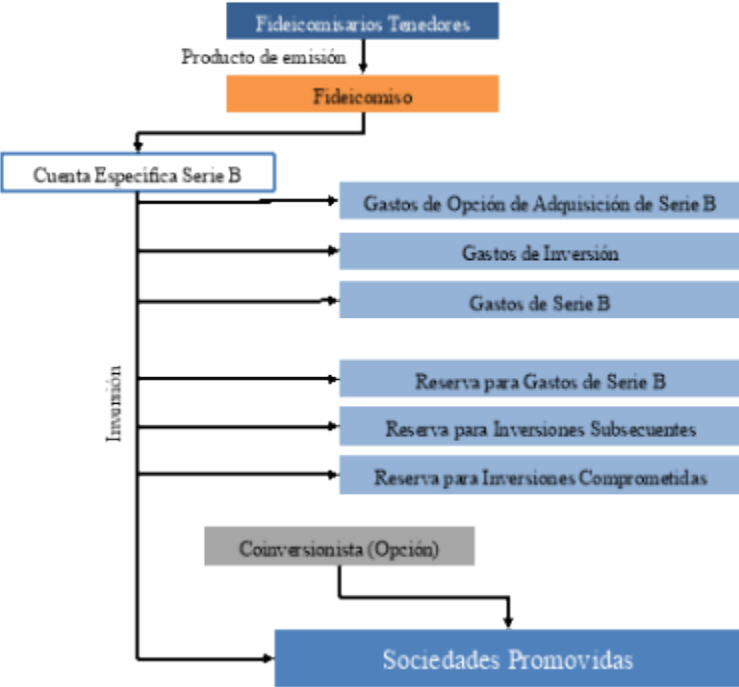 Fideicomisarios Tenedores
Producto de emisión
Fideicomiso
Cuenta Específica Serie B
Gastos de Opción de Adquisición de Serie B
Gastos de Inversión
Gastos de Serie B
Inversión
Reserva para Gastos de Serie B
Reserva para Inversiones Subsecuentes
Reserva para Inversiones Comprometidas
Coinversionista (Opción)
Sociedades Promovidas